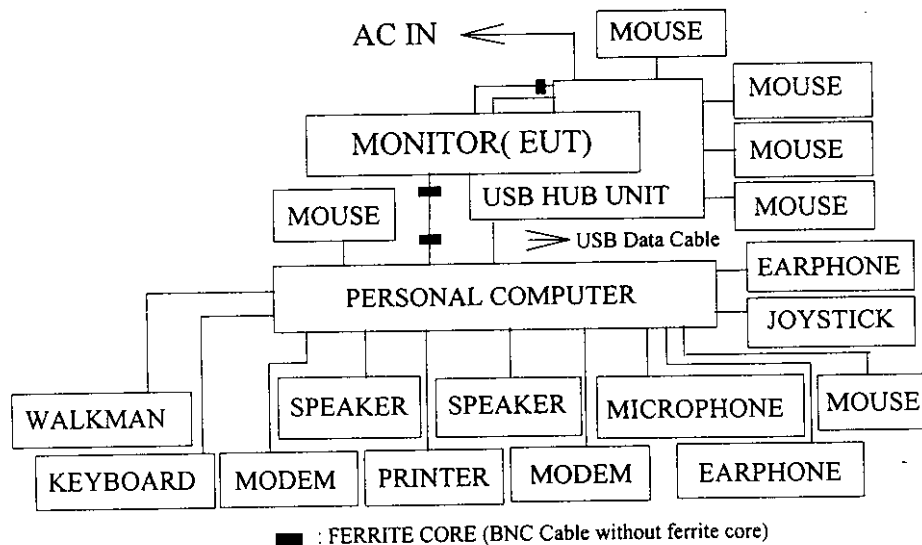 AC IN
MOUSE
MOUSE
MONITOR( EUT)
MOUSE
USB HUB UNIT
MOUSE
MOUSE
USB Data Cable
EARPHONE
PERSONAL COMPUTER
JOYSTICK
WALKMAN
SPEAKER
SPEAKER
MICROPHONE
MOUSE
KEYBOARD
MODEM
PRINTER
MODEM
EARPHONE
: FERRITE CORE (BNC Cable without ferrite core)